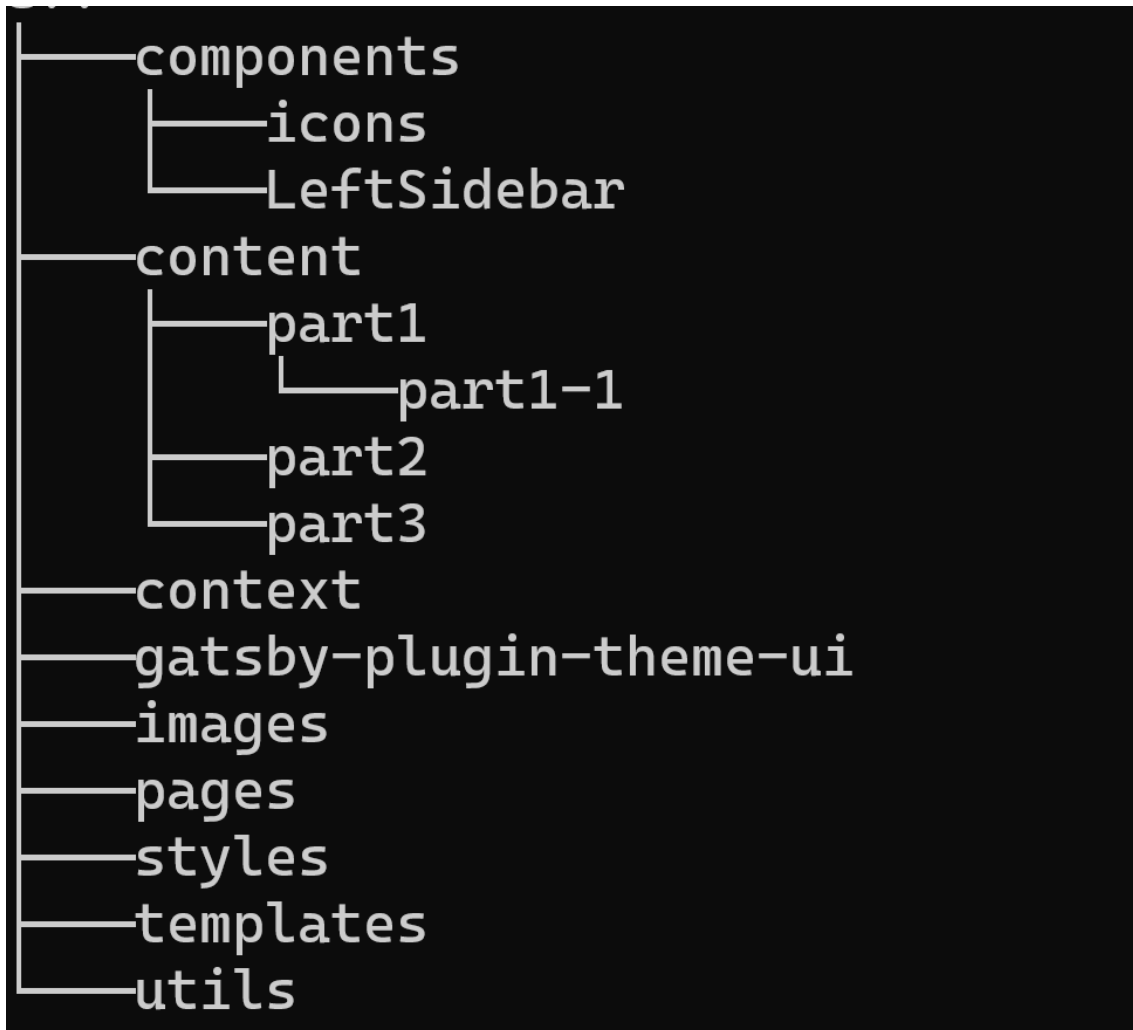 components
icons
LeftSidebar
content
part1
part1-1
part2
part3
context
gatsby-plugin-theme-ui
images
pages
styles
templates
utils